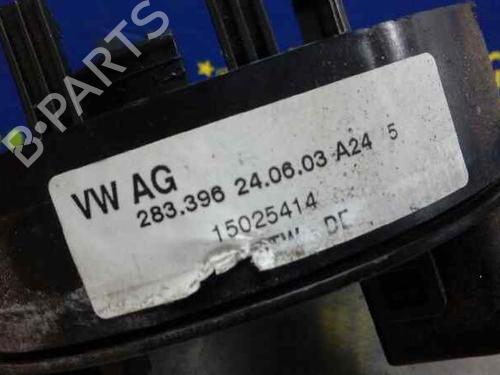 B-PARTS
VW AG
283.396 24.06.03 A24 5
15025414
DE